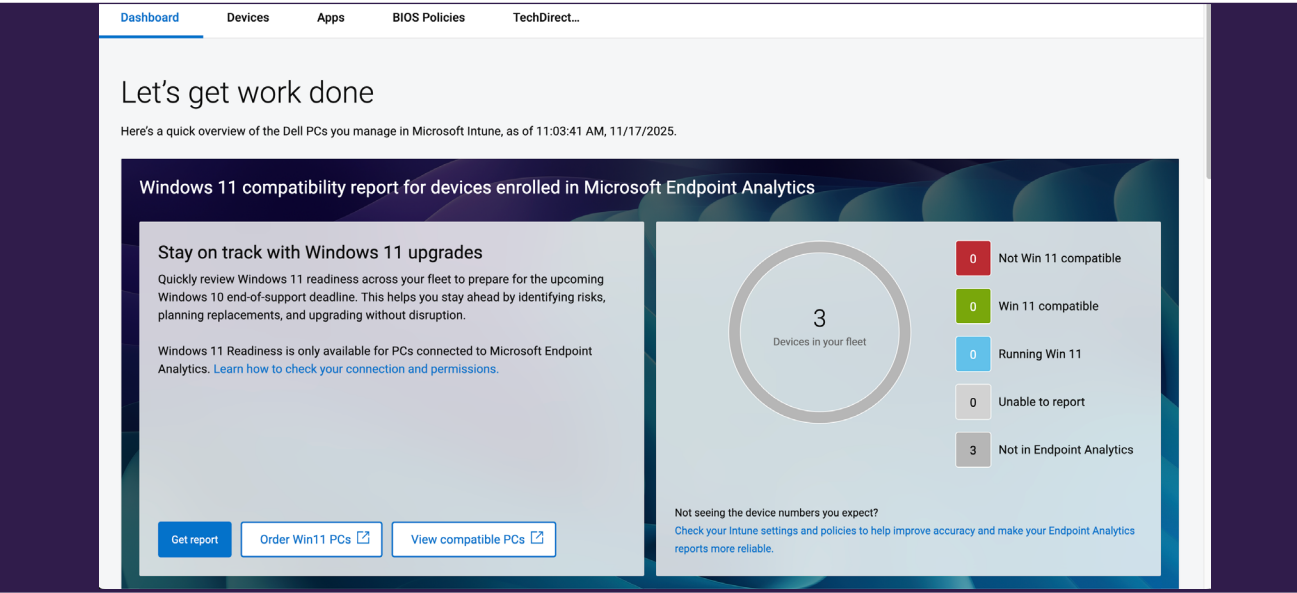 Dashboard Devices Apps BIOS Policies TechDirect...
Let's get work done
Here's a quick overview of the Dell PCs you manage in Microsoft Intune, as of 11:03:41 AM, 11/17/2025.
Windows 11 compatibility report for devices enrolled in Microsoft Endpoint Analytics
Stay on track with Windows 11 upgrades
Quickly review Windows 11 readiness across your fleet to prepare for the upcoming
Windows 10 end-of-support deadline. This helps you stay ahead by identifying risks,
planning replacements, and upgrading without disruption.
Windows 11 Readiness is only available for PCs connected to Microsoft Endpoint
Analytics. Learn how to check your connection and permissions.
Get report
Order Win11 PCs
View compatible PCs
3
Devices in your fleet
0 Not Win 11 compatible
0 Win 11 compatible
0 Running Win 11
0 Unable to report
3 Not in Endpoint Analytics
Not seeing the device numbers you expect?
Check your Intune settings and policies to help improve accuracy and make your Endpoint Analytics
reports more reliable.